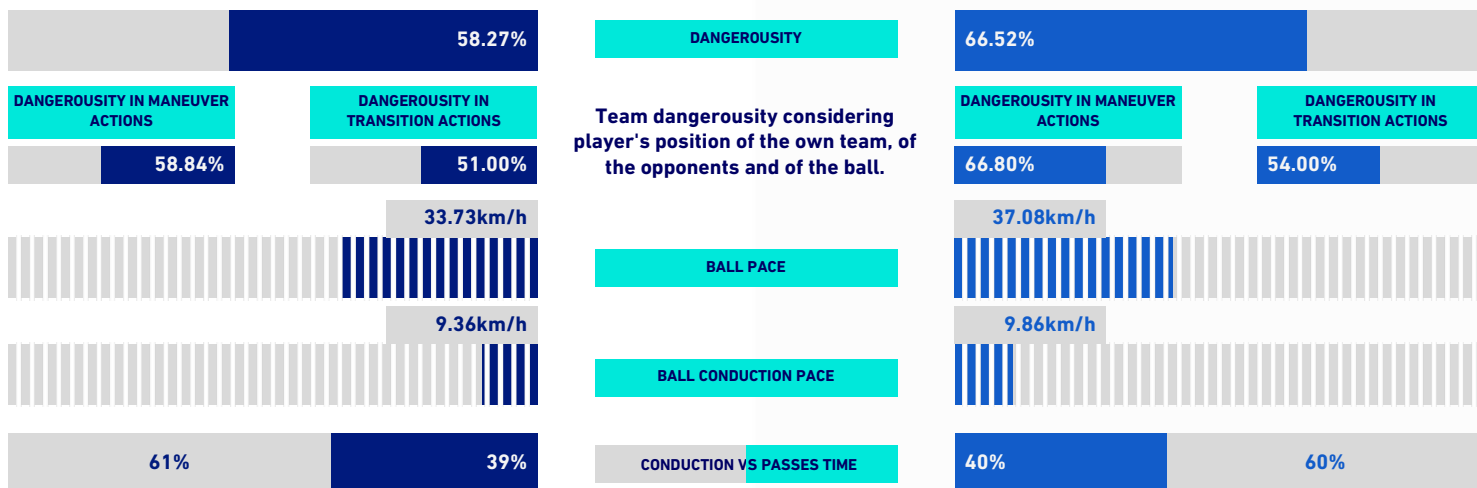 58.27%
DANGEROUSITY
66.52%
DANGEROUSITY IN MANEUVER
ACTIONS
DANGEROUSITY IN
TRANSITION ACTIONS
58.84%
51.00%
Team dangerousity considering
player's position of the own team, of
the opponents and of the ball.
DANGEROUSITY IN MANEUVER
ACTIONS
DANGEROUSITY IN
TRANSITION ACTIONS
66.80%
54.00%
33.73km/h
BALL PACE
37.08km/h
9.36km/h
BALL CONDUCTION PACE
9.86km/h
61%
39%
CONDUCTION VS PASSES TIME
40%
60%